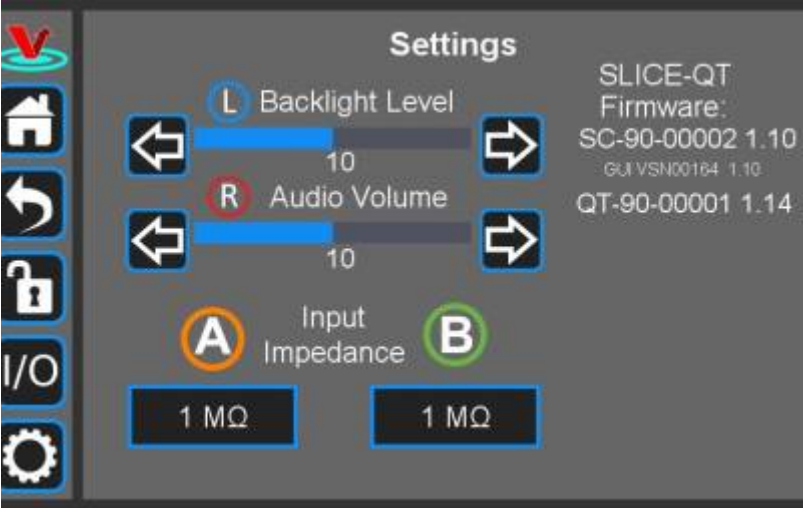 Settings
L Backlight Level
10
R Audio Volume
10
A Input Impedance B
1 MΩ 1 MΩ
SLICE-QT
Firmware:
SC-90-00002 1.10
GUI VSN00164 1.10
QT-90-00001 1.14
V
I/O